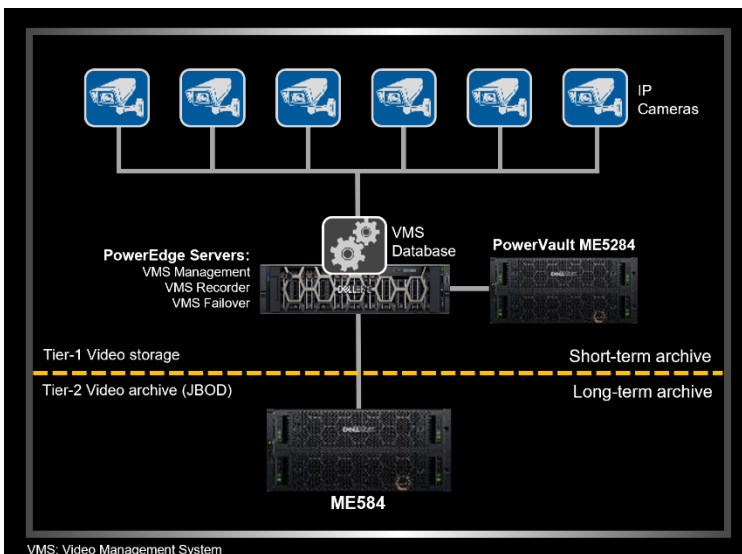 IP
Cameras
VMS
Database
PowerEdge Servers:
VMS Management
VMS Recorder
VMS Failover
PowerVault ME5284
DELLEMC
Tier-1 Video storage
Short-term archive
Tier-2 Video archive (JBOD)
Long-term archive
ME584
VMS: Video Management System